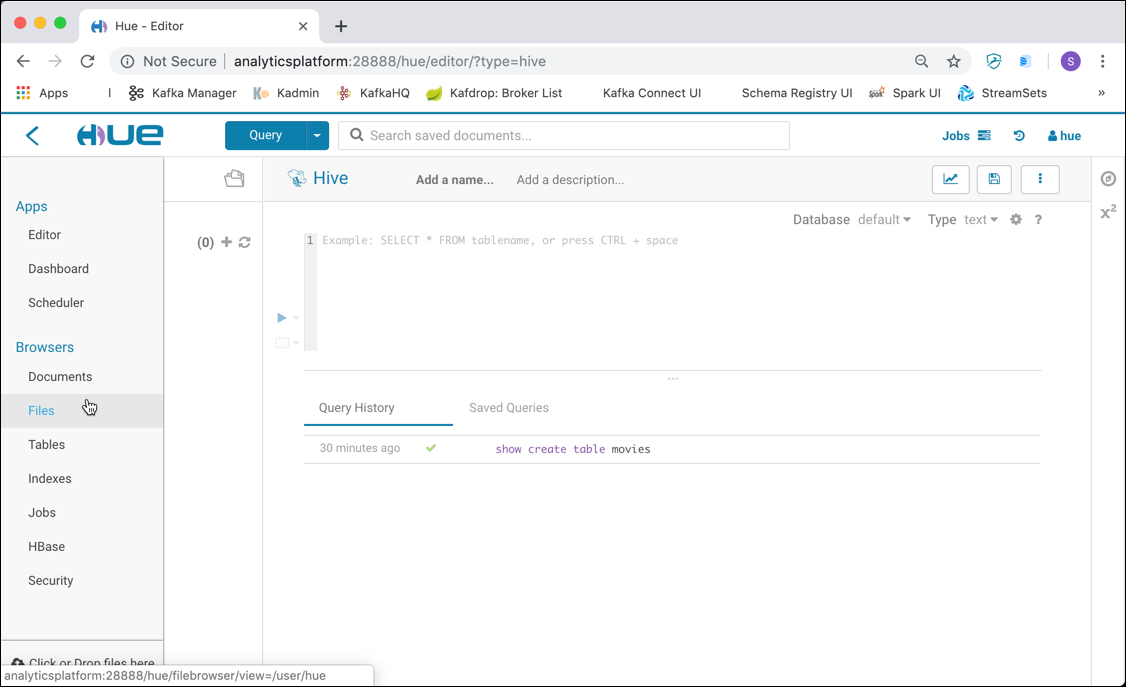 Hue - Editor
Not Secure analyticsplatform:28888/hue/editor/?type=hive S
Apps I Kafka Manager Kadmin KafkaHQ Kafdrop: Broker List Kafka Connect UI Schema Registry UI Spark UI StreamSets »
HUE Query Search saved documents... Jobs hue
Hive Add a name... Add a description...
Apps
Editor
Dashboard
Scheduler
Browsers
Documents
Files
Tables
Indexes
Jobs
HBase
Security
Click or Drop files here
(0)
Database default Type text ?
1 Example: SELECT * FROM tablename, or press CTRL + space
Query History Saved Queries
30 minutes ago show create table movies
x²
analyticsplatform:28888/hue/filebrowser/view=/user/hue